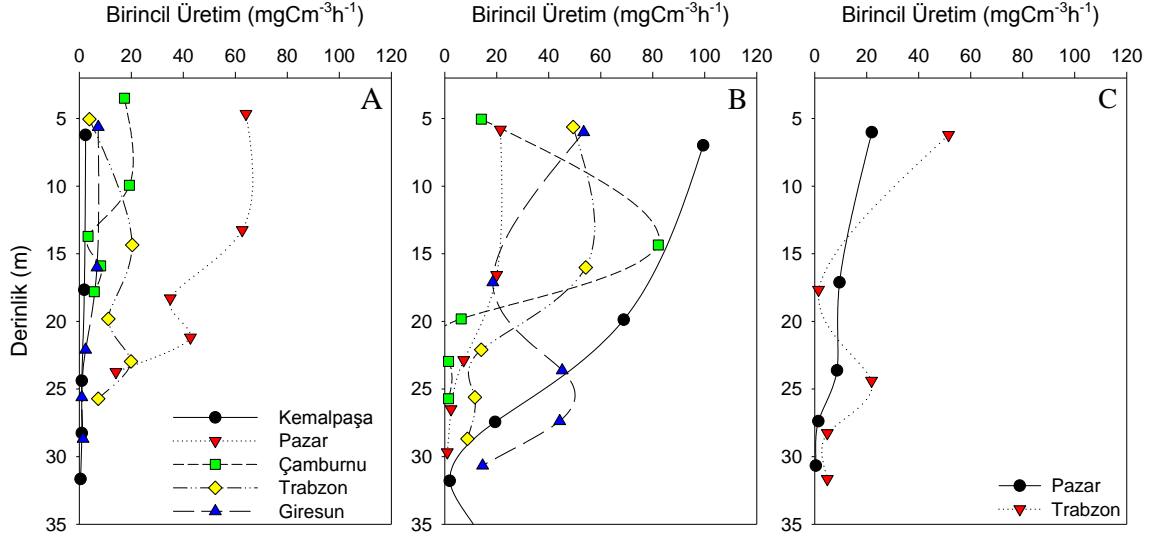 Birincil Üretim (mgCm⁻³h⁻¹) Birincil Üretim (mgCm⁻³h⁻¹) Birincil Üretim (mgCm⁻³h⁻¹)
0 20 40 60 80 100 120 0 20 40 60 80 100 120 0 20 40 60 80 100 120
A B C
Derinlik (m)
5 5 5
10 10 10
15 15 15
20 20 20
25 25 25
30 30 30
35 35 35
Kemalpaşa
Pazar
Çamburnu
Trabzon
Giresun
Pazar
Trabzon